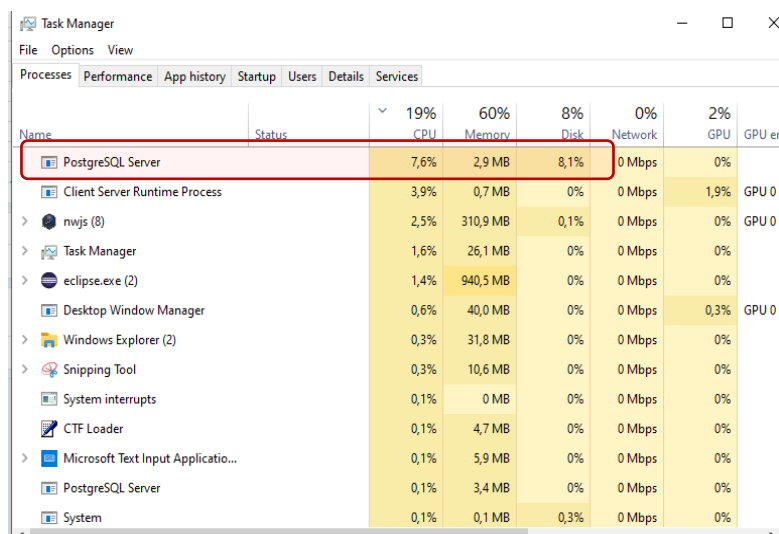 Task Manager
File Options View
Processes Performance App history Startup Users Details Services
19% 60% 8% 0% 2%
Name Status CPU Memory Disk Network GPU GPU en
PostgreSQL Server 7,6% 2,9 MB 8,1% 0 Mbps 0%
Client Server Runtime Process 3,9% 0,7 MB 0% 0 Mbps 1,9% GPU 0
nwjs (8) 2,5% 310,9 MB 0,1% 0 Mbps 0% GPU 0
Task Manager 1,6% 26,1 MB 0% 0 Mbps 0%
eclipse.exe (2) 1,4% 940,5 MB 0% 0 Mbps 0%
Desktop Window Manager 0,6% 40,0 MB 0% 0 Mbps 0,3% GPU 0
Windows Explorer (2) 0,3% 31,8 MB 0% 0 Mbps 0%
Snipping Tool 0,3% 10,6 MB 0% 0 Mbps 0%
System interrupts 0,1% 0 MB 0% 0 Mbps 0%
CTF Loader 0,1% 4,7 MB 0% 0 Mbps 0%
Microsoft Text Input Applicatio... 0,1% 5,9 MB 0% 0 Mbps 0%
PostgreSQL Server 0,1% 3,4 MB 0% 0 Mbps 0%
System 0,1% 0,1 MB 0,3% 0 Mbps 0%